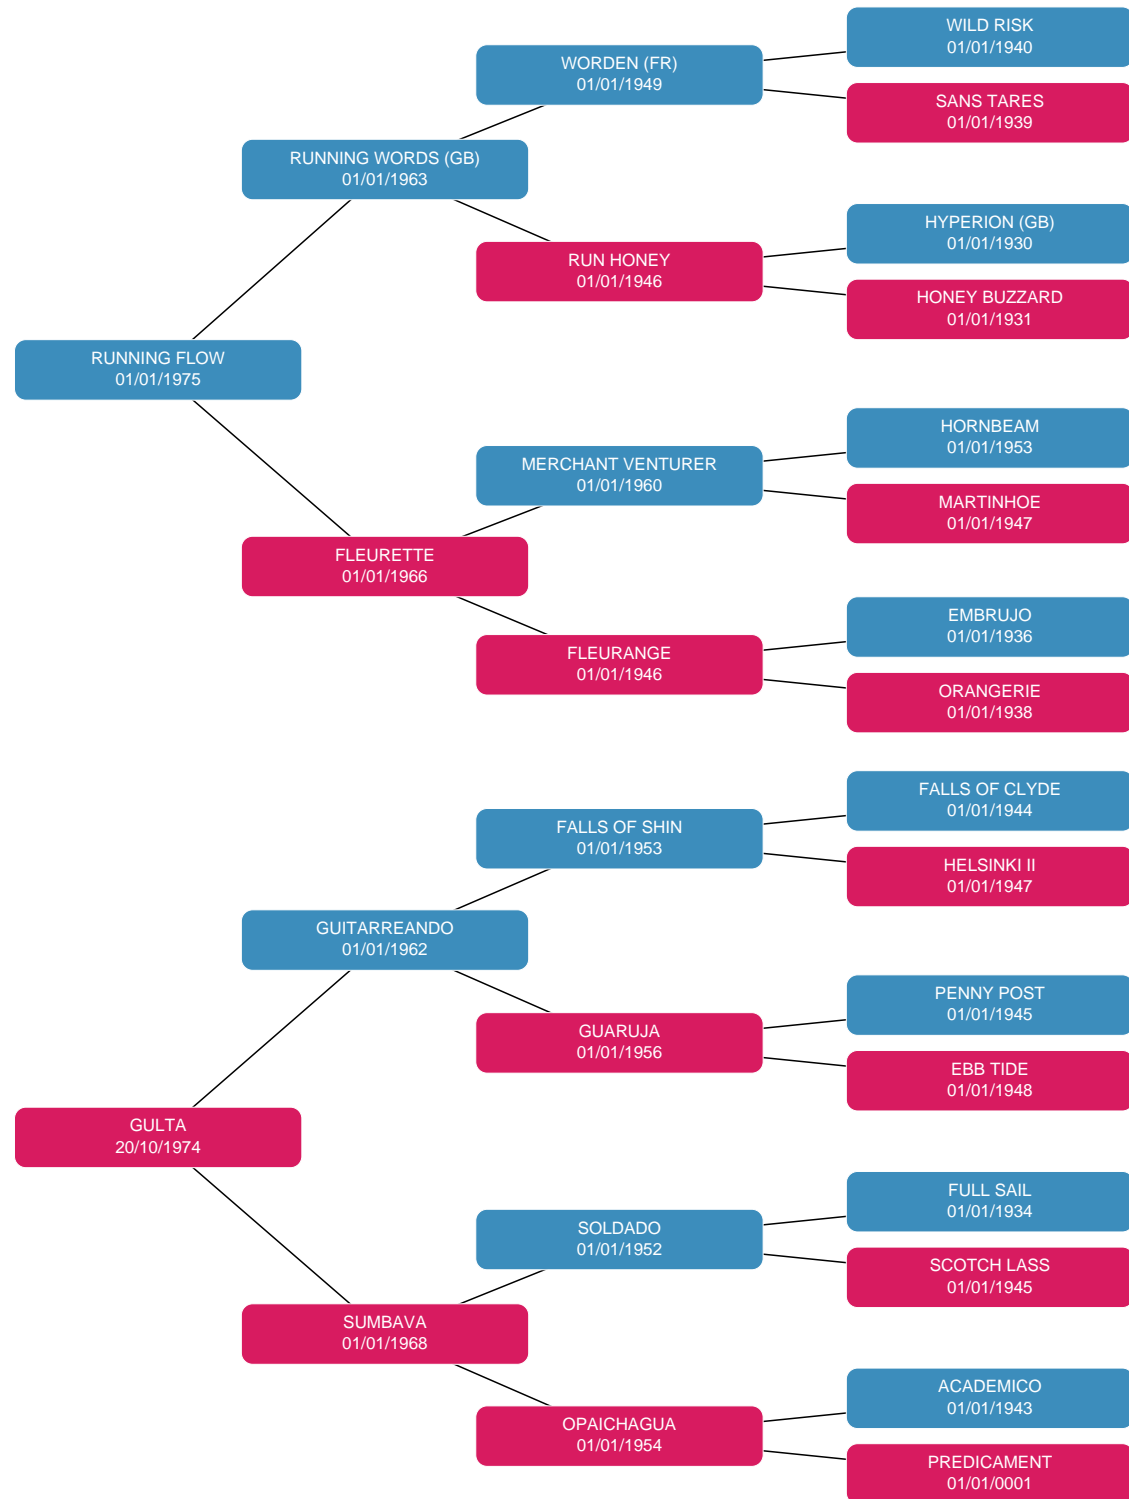 WILD RISK
01/01/1940
WORDEN (FR)
01/01/1949
SANS TARES
01/01/1939
RUNNING WORDS (GB)
01/01/1963
HYPERION (GB)
01/01/1930
RUN HONEY
01/01/1946
HONEY BUZZARD
01/01/1931
RUNNING FLOW
01/01/1975
HORNBEAM
01/01/1953
MERCHANT VENTURER
01/01/1960
MARTINHOE
01/01/1947
FLEURETTE
01/01/1966
EMBRUJO
01/01/1936
FLEURANGE
01/01/1946
ORANGERIE
01/01/1938
FALLS OF CLYDE
01/01/1944
FALLS OF SHIN
01/01/1953
HELSINKI II
01/01/1947
GUITARREANDO
01/01/1962
PENNY POST
01/01/1945
GUARUJA
01/01/1956
EBB TIDE
01/01/1948
GULTA
20/10/1974
FULL SAIL
01/01/1934
SOLDADO
01/01/1952
SCOTCH LASS
01/01/1945
SUMBAVA
01/01/1968
ACADEMICO
01/01/1943
OPAICHAGUA
01/01/1954
PREDICAMENT
01/01/0001